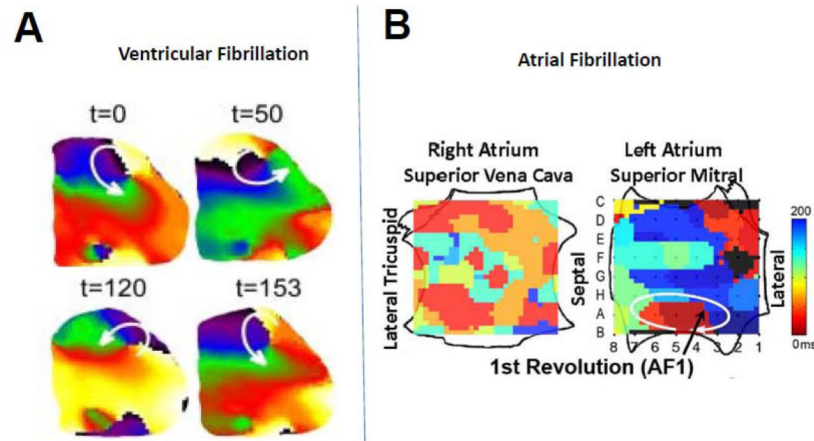 A
Ventricular Fibrillation
t=0
t=50
t=120
t=153
B
Atrial Fibrillation
Right Atrium
Superior Vena Cava
Lateral Tricuspid
Septal
Left Atrium
Superior Mitral
C
D
E
F
G
H
A
B
8 7 6 5 4 3 2 1
Lateral
200
0ms
1st Revolution (AF1)